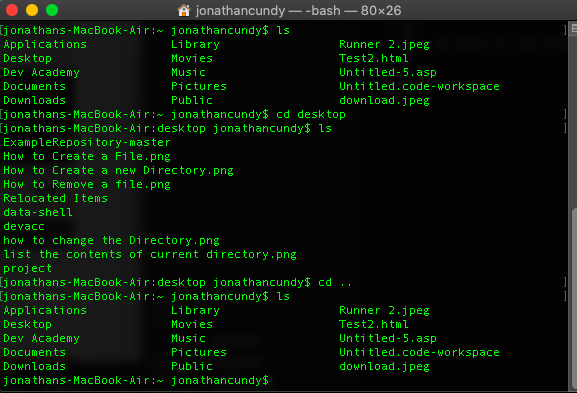 jonathancundy — -bash — 80×26
[jonathans-MacBook-Air:~ jonathancundy$ ls ]
Applications Library Runner 2.jpeg
Desktop Movies Test2.html
Dev Academy Music Untitled-5.asp
Documents Pictures Untitled.code-workspace
Downloads Public download.jpeg
[jonathans-MacBook-Air:~ jonathancundy$ cd desktop ]
[jonathans-MacBook-Air:desktop jonathancundy$ ls ]
ExampleRepository-master
How to Create a File.png
How to Create a new Directory.png
How to Remove a file.png
Relocated Items
data-shell
devacc
how to change the Directory.png
list the contents of current directory.png
project
[jonathans-MacBook-Air:desktop jonathancundy$ cd .. ]
[jonathans-MacBook-Air:~ jonathancundy$ ls ]
Applications Library Runner 2.jpeg
Desktop Movies Test2.html
Dev Academy Music Untitled-5.asp
Documents Pictures Untitled.code-workspace
Downloads Public download.jpeg
jonathans-MacBook-Air:~ jonathancundy$